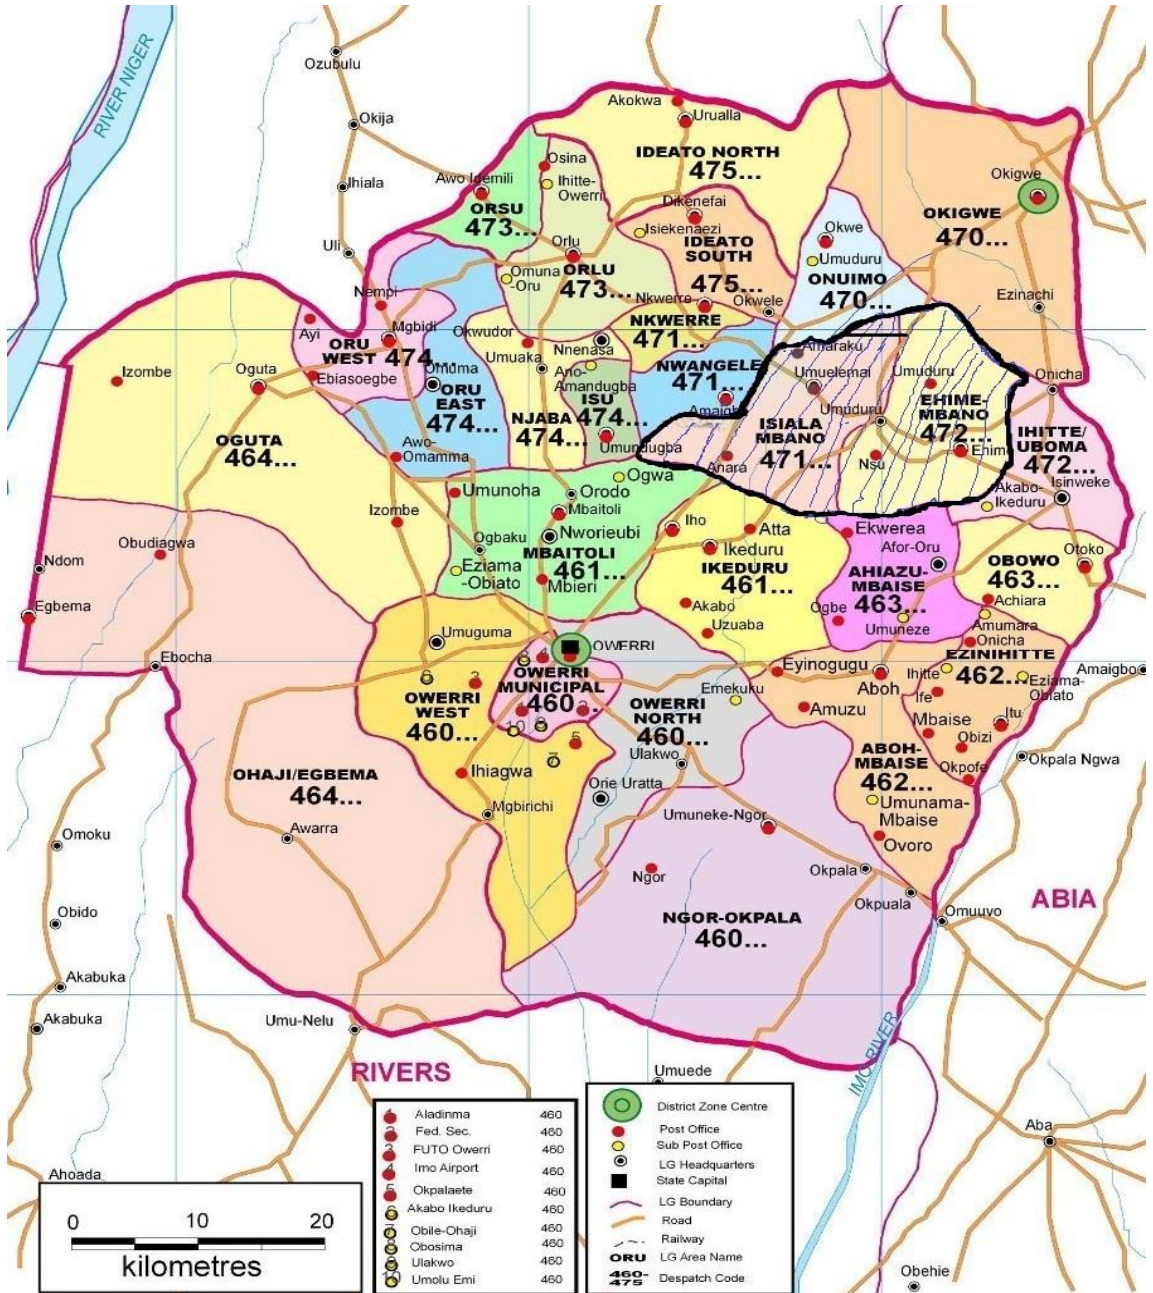 RIVER NIGER
Ozubulu
Okija
Ihiala
Uli
Akokwa
Urualla
IDEATO NORTH
475...
Osina
Ihitte-
Owerri
Awo Idemili
ORSU
473...
Dikenefai
Isiekenaezi
IDEATO
SOUTH
475...
Okigwe
OKIGWE
470...
Okwe
Umuduru
ONUIMO
470...
Ezinachi
Orlu
ORLU
473...
Omuna
-Oru
Nkwerre
Okwele
NKWERRE
471...
Nempi
Ayi
Mgbidi
ORU
WEST
474...
Ebiasoegbe
Okwudor
Umuaka
Nnenasa
Ano-
Amandugba
ISU
474...
NWANGELE
471...
Amaigbo
Amaraku
Umuelemai
Umuduru
Umuduru
EHIME-
MBANO
472...
Onicha
Izombe
Oguta
OGUTA
464...
Omuma
ORU
EAST
474...
NJABA
474...
Umundugba
ISIALA
MBANO
471...
Anara
Nsu
Ehime
IHITTE/
UBOMA
472...
Isinweke
Akabo-
Ikeduru
Awo-
Omamma
Umunoha
Ogwa
Orodo
Mbaitoli
Nworieubi
MBAITOLI
461...
Izombe
Ogbaku
Eziama
-Obiato
Mbieri
Iho
Atta
Ikeduru
IKEDURU
461...
Akabo
Uzuaba
Ekwerea
Afor-Oru
AHIAZU-
MBAISE
463...
Ogbe
Umuneze
OBOWO
463...
Otoko
Achiara
Amumara
Onicha
EZINIHITTE
462...
Ihitte
Ife
Eziama-
Obiato
Itu
Mbaise
Obizi
Okpofe
Amaigbo
Okpala Ngwa
Ndom
Obudiagwa
Egbema
Ebocha
Umuguma
OWERRI
OWERRI
MUNICIPAL
460...
OWERRI
WEST
460...
Emekuku
OWERRI
NORTH
460...
Ulakwo
Orie Uratta
Eyinogugu
Aboh
Amuzu
ABOH-
MBAISE
462...
Umunama-
Mbaise
Ovoro
OHAJI/EGBEMA
464...
Ihiagwa
Mgbirichi
Awarra
Umuneke-Ngor
Ngor
Okpala
Okpuala
NGOR-OKPALA
460...
Omuuvo
ABIA
Omoku
Obido
Akabuka
Akabuka
Umu-Nelu
RIVERS
Umuede
IMO RIVER
Aba
Ahoada
Obehie
0 10 20
kilometres
Aladinma 460
Fed. Sec. 460
3 FUTO Owerri 460
4 Imo Airport 460
5 Okpalaete 460
6 Akabo Ikeduru 460
7 Obile-Ohaji 460
8 Obosima 460
9 Ulakwo 460
10 Umolu Emi 460
District Zone Centre
Post Office
Sub Post Office
LG Headquarters
State Capital
LG Boundary
Road
Railway
ORU LG Area Name
460-
475 Despatch Code